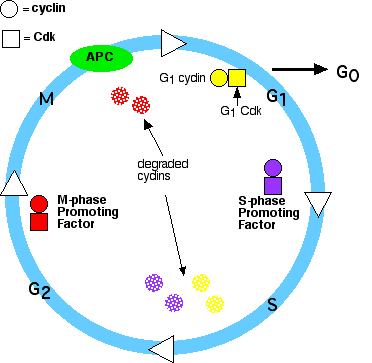 = cyclin
= Cdk
APC
G1 cyclin
G0
M
G1
G1 Cdk
degraded
cyclins
M-phase
Promoting
Factor
S-phase
Promoting
Factor
G2
S